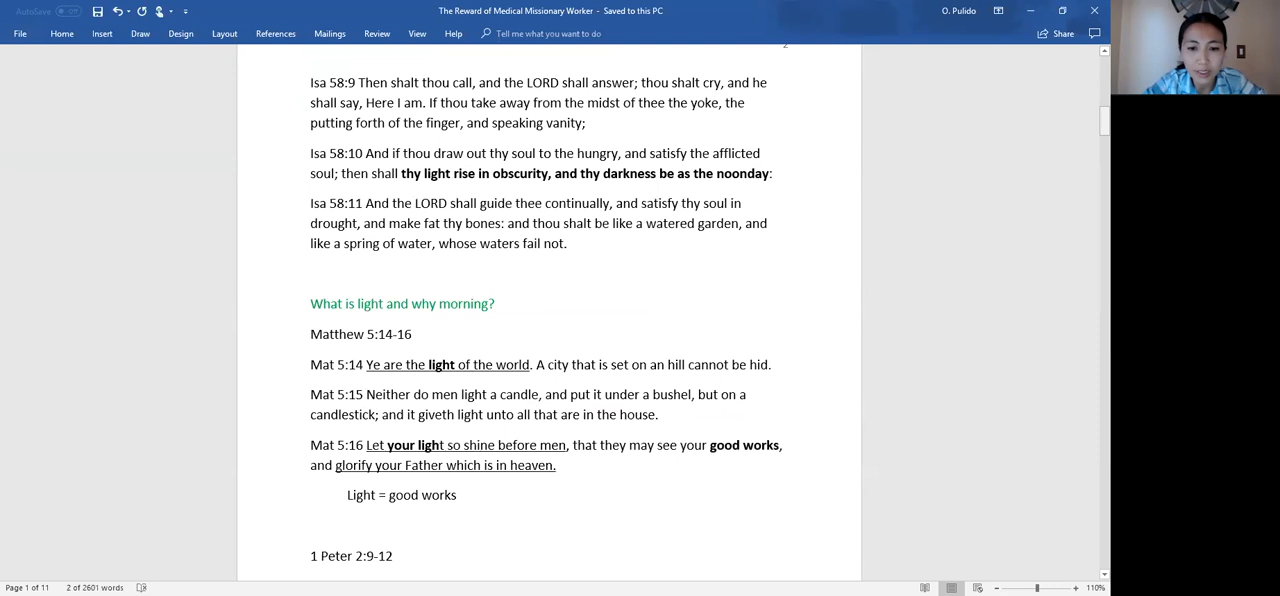 AutoSave Off The Reward of Medical Missionary Worker - Saved to this PC O. Pulido
File Home Insert Draw Design Layout References Mailings Review View Help Tell me what you want to do Share
2
Isa 58:9 Then shalt thou call, and the LORD shall answer; thou shalt cry, and he
shall say, Here I am. If thou take away from the midst of thee the yoke, the
putting forth of the finger, and speaking vanity;
Isa 58:10 And if thou draw out thy soul to the hungry, and satisfy the afflicted
soul; then shall thy light rise in obscurity, and thy darkness be as the noonday:
Isa 58:11 And the LORD shall guide thee continually, and satisfy thy soul in
drought, and make fat thy bones: and thou shalt be like a watered garden, and
like a spring of water, whose waters fail not.
What is light and why morning?
Matthew 5:14-16
Mat 5:14 Ye are the light of the world. A city that is set on an hill cannot be hid.
Mat 5:15 Neither do men light a candle, and put it under a bushel, but on a
candlestick; and it giveth light unto all that are in the house.
Mat 5:16 Let your light so shine before men, that they may see your good works,
and glorify your Father which is in heaven.
Light = good works
1 Peter 2:9-12
Page 1 of 11 2 of 2601 words 110%